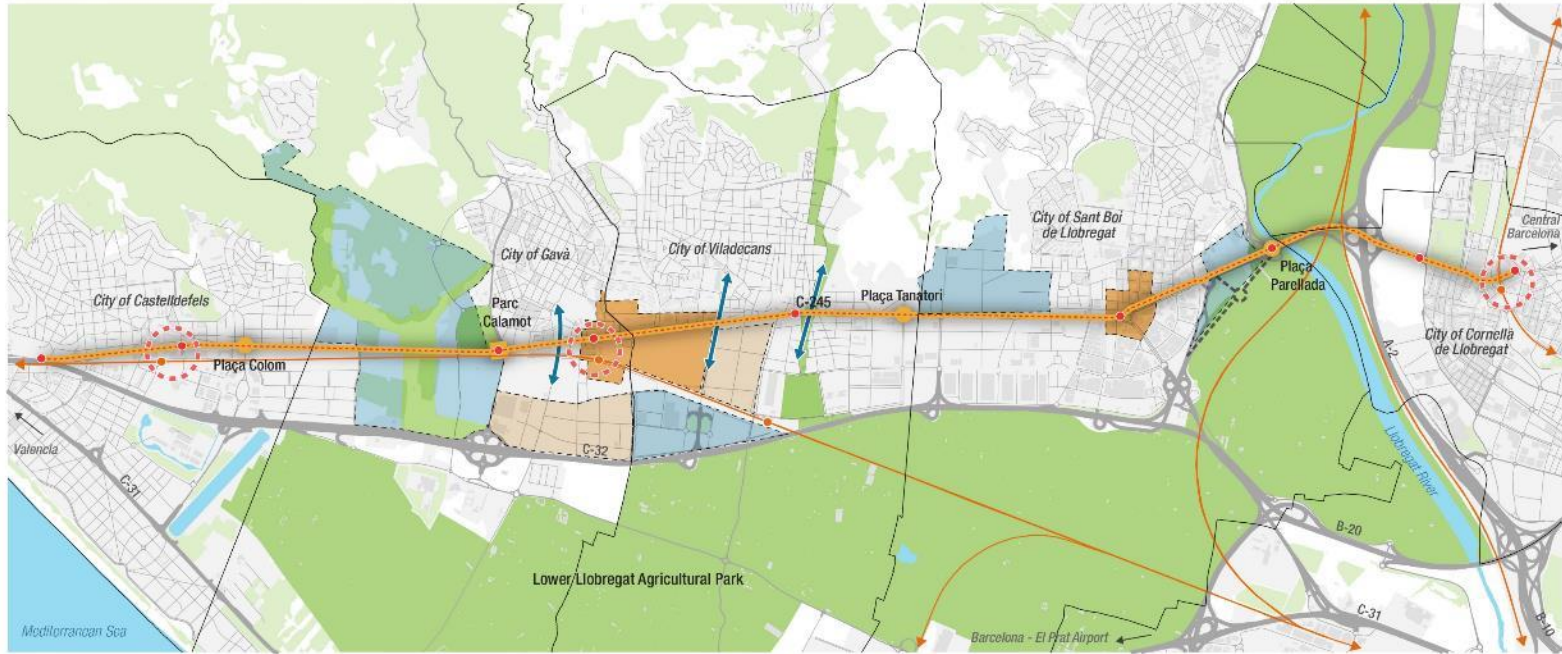 City of Sant Boi
de Llobregat
Central
Barcelona
City of Gavà
City of Viladecans
Plaça
Parellada
City of Castelldefels
Parc
Calamot
C-245
Plaça Tanatori
City of Cornellà
de Llobregat
A-2
Plaça Colom
Valencia
C-32
Llobregat River
C-31
B-20
Lower Llobregat Agricultural Park
Mediterranean Sea
Barcelona - El Prat Airport
C-31
B-10